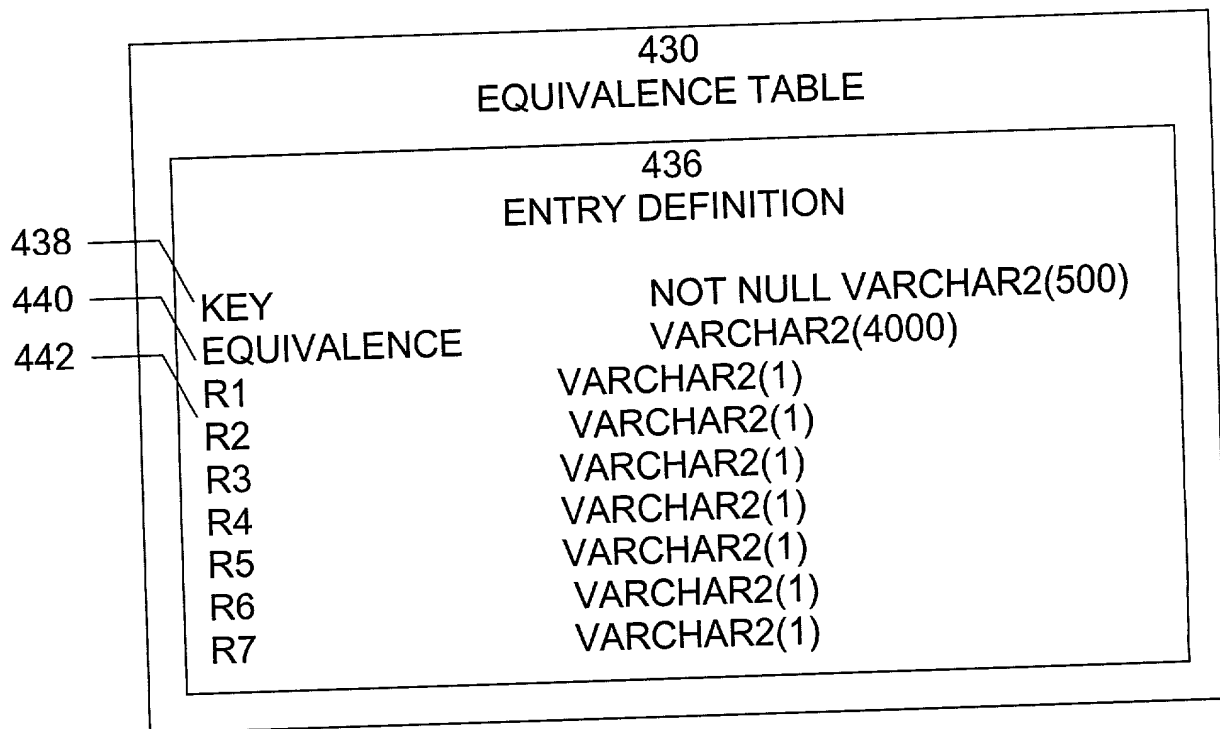 430
EQUIVALENCE TABLE
436
ENTRY DEFINITION
438
KEY NOT NULL VARCHAR2(500)
440
EQUIVALENCE VARCHAR2(4000)
442
R1 VARCHAR2(1)
R2 VARCHAR2(1)
R3 VARCHAR2(1)
R4 VARCHAR2(1)
R5 VARCHAR2(1)
R6 VARCHAR2(1)
R7 VARCHAR2(1)